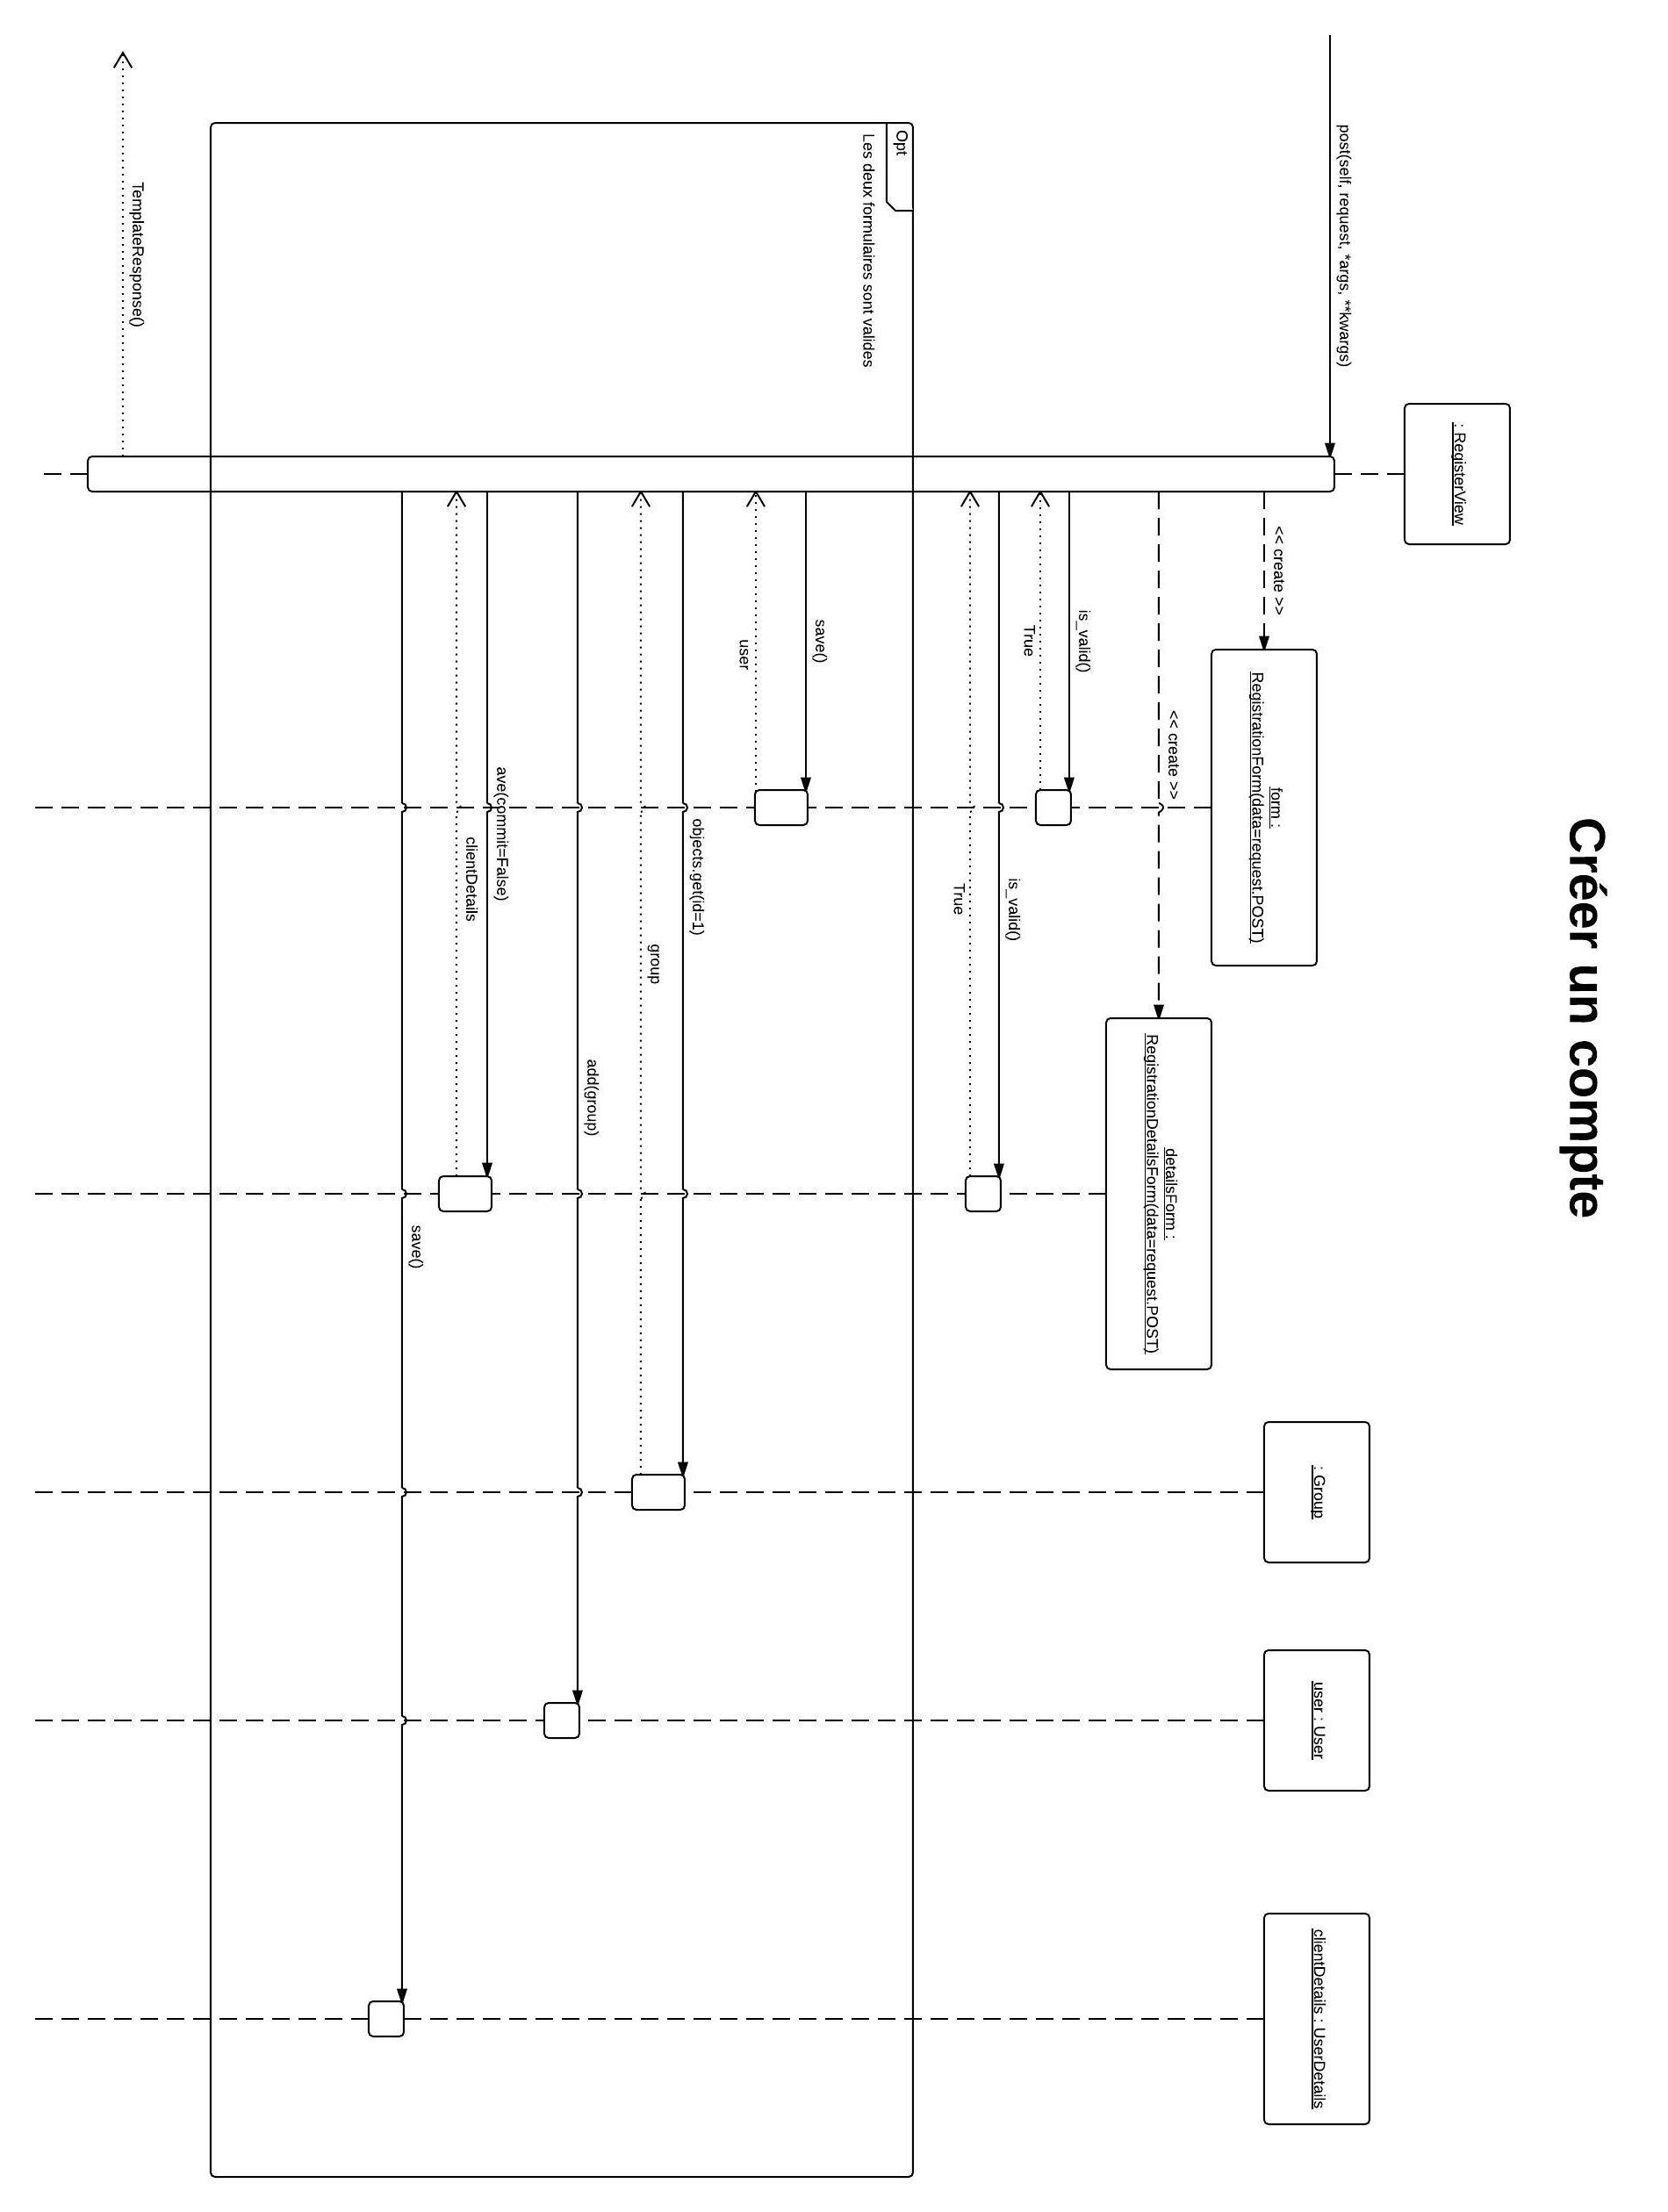 Créer un compte
: RegisterView
post(self, request, *args, **kwargs)
<< create >>
form :
RegistrationForm(data=request.POST)
: Group
user : User
clientDetails : UserDetails
<< create >>
detailsForm :
RegistrationDetailsForm(data=request.POST)
is_valid()
True
is_valid()
True
Opt
Les deux formulaires sont valides
save()
user
objects.get(id=1)
group
add(group)
ave(commit=False)
clientDetails
save()
TemplateResponse()